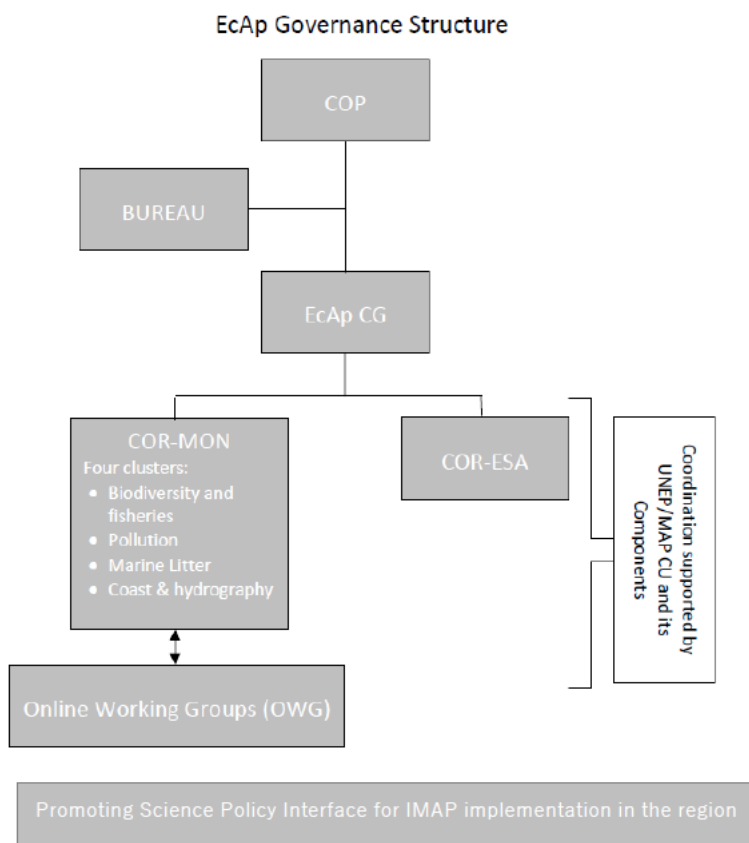 EcAp Governance Structure
COP
BUREAU
EcAp CG
COR-MON
Four clusters:
• Biodiversity and
fisheries
• Pollution
• Marine Litter
• Coast & hydrography
COR-ESA
Coordination supported by
UNEP/MAP CU and its
Components
Online Working Groups (OWG)
Promoting Science Policy Interface for IMAP implementation in the region